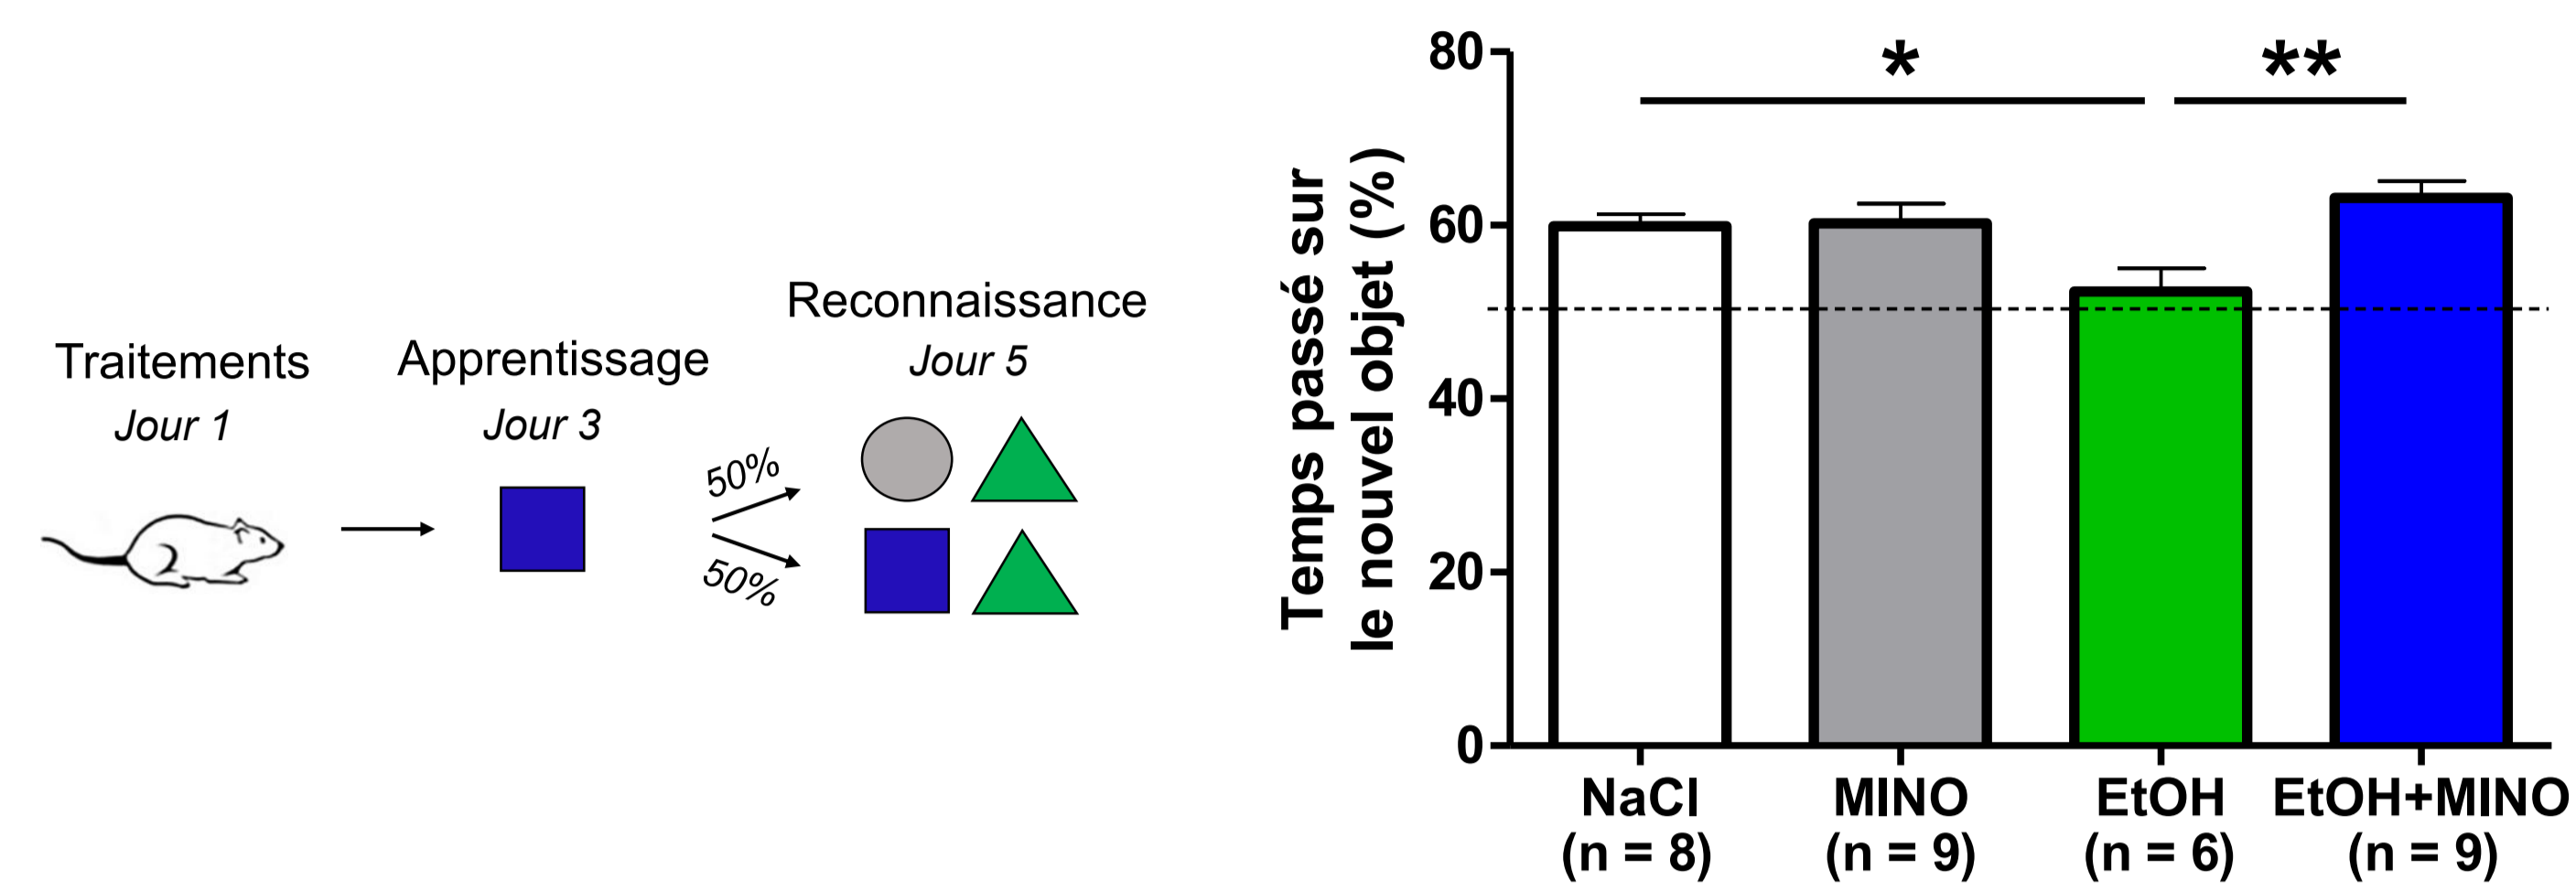 Traitements
Jour 1
Apprentissage
Jour 3
Reconnaissance
Jour 5
50%
50%
Temps passé sur
le nouvel objet (%)
80
60
40
20
0
*
**
NaCl
(n = 8)
MINO
(n = 9)
EtOH
(n = 6)
EtOH+MINO
(n = 9)